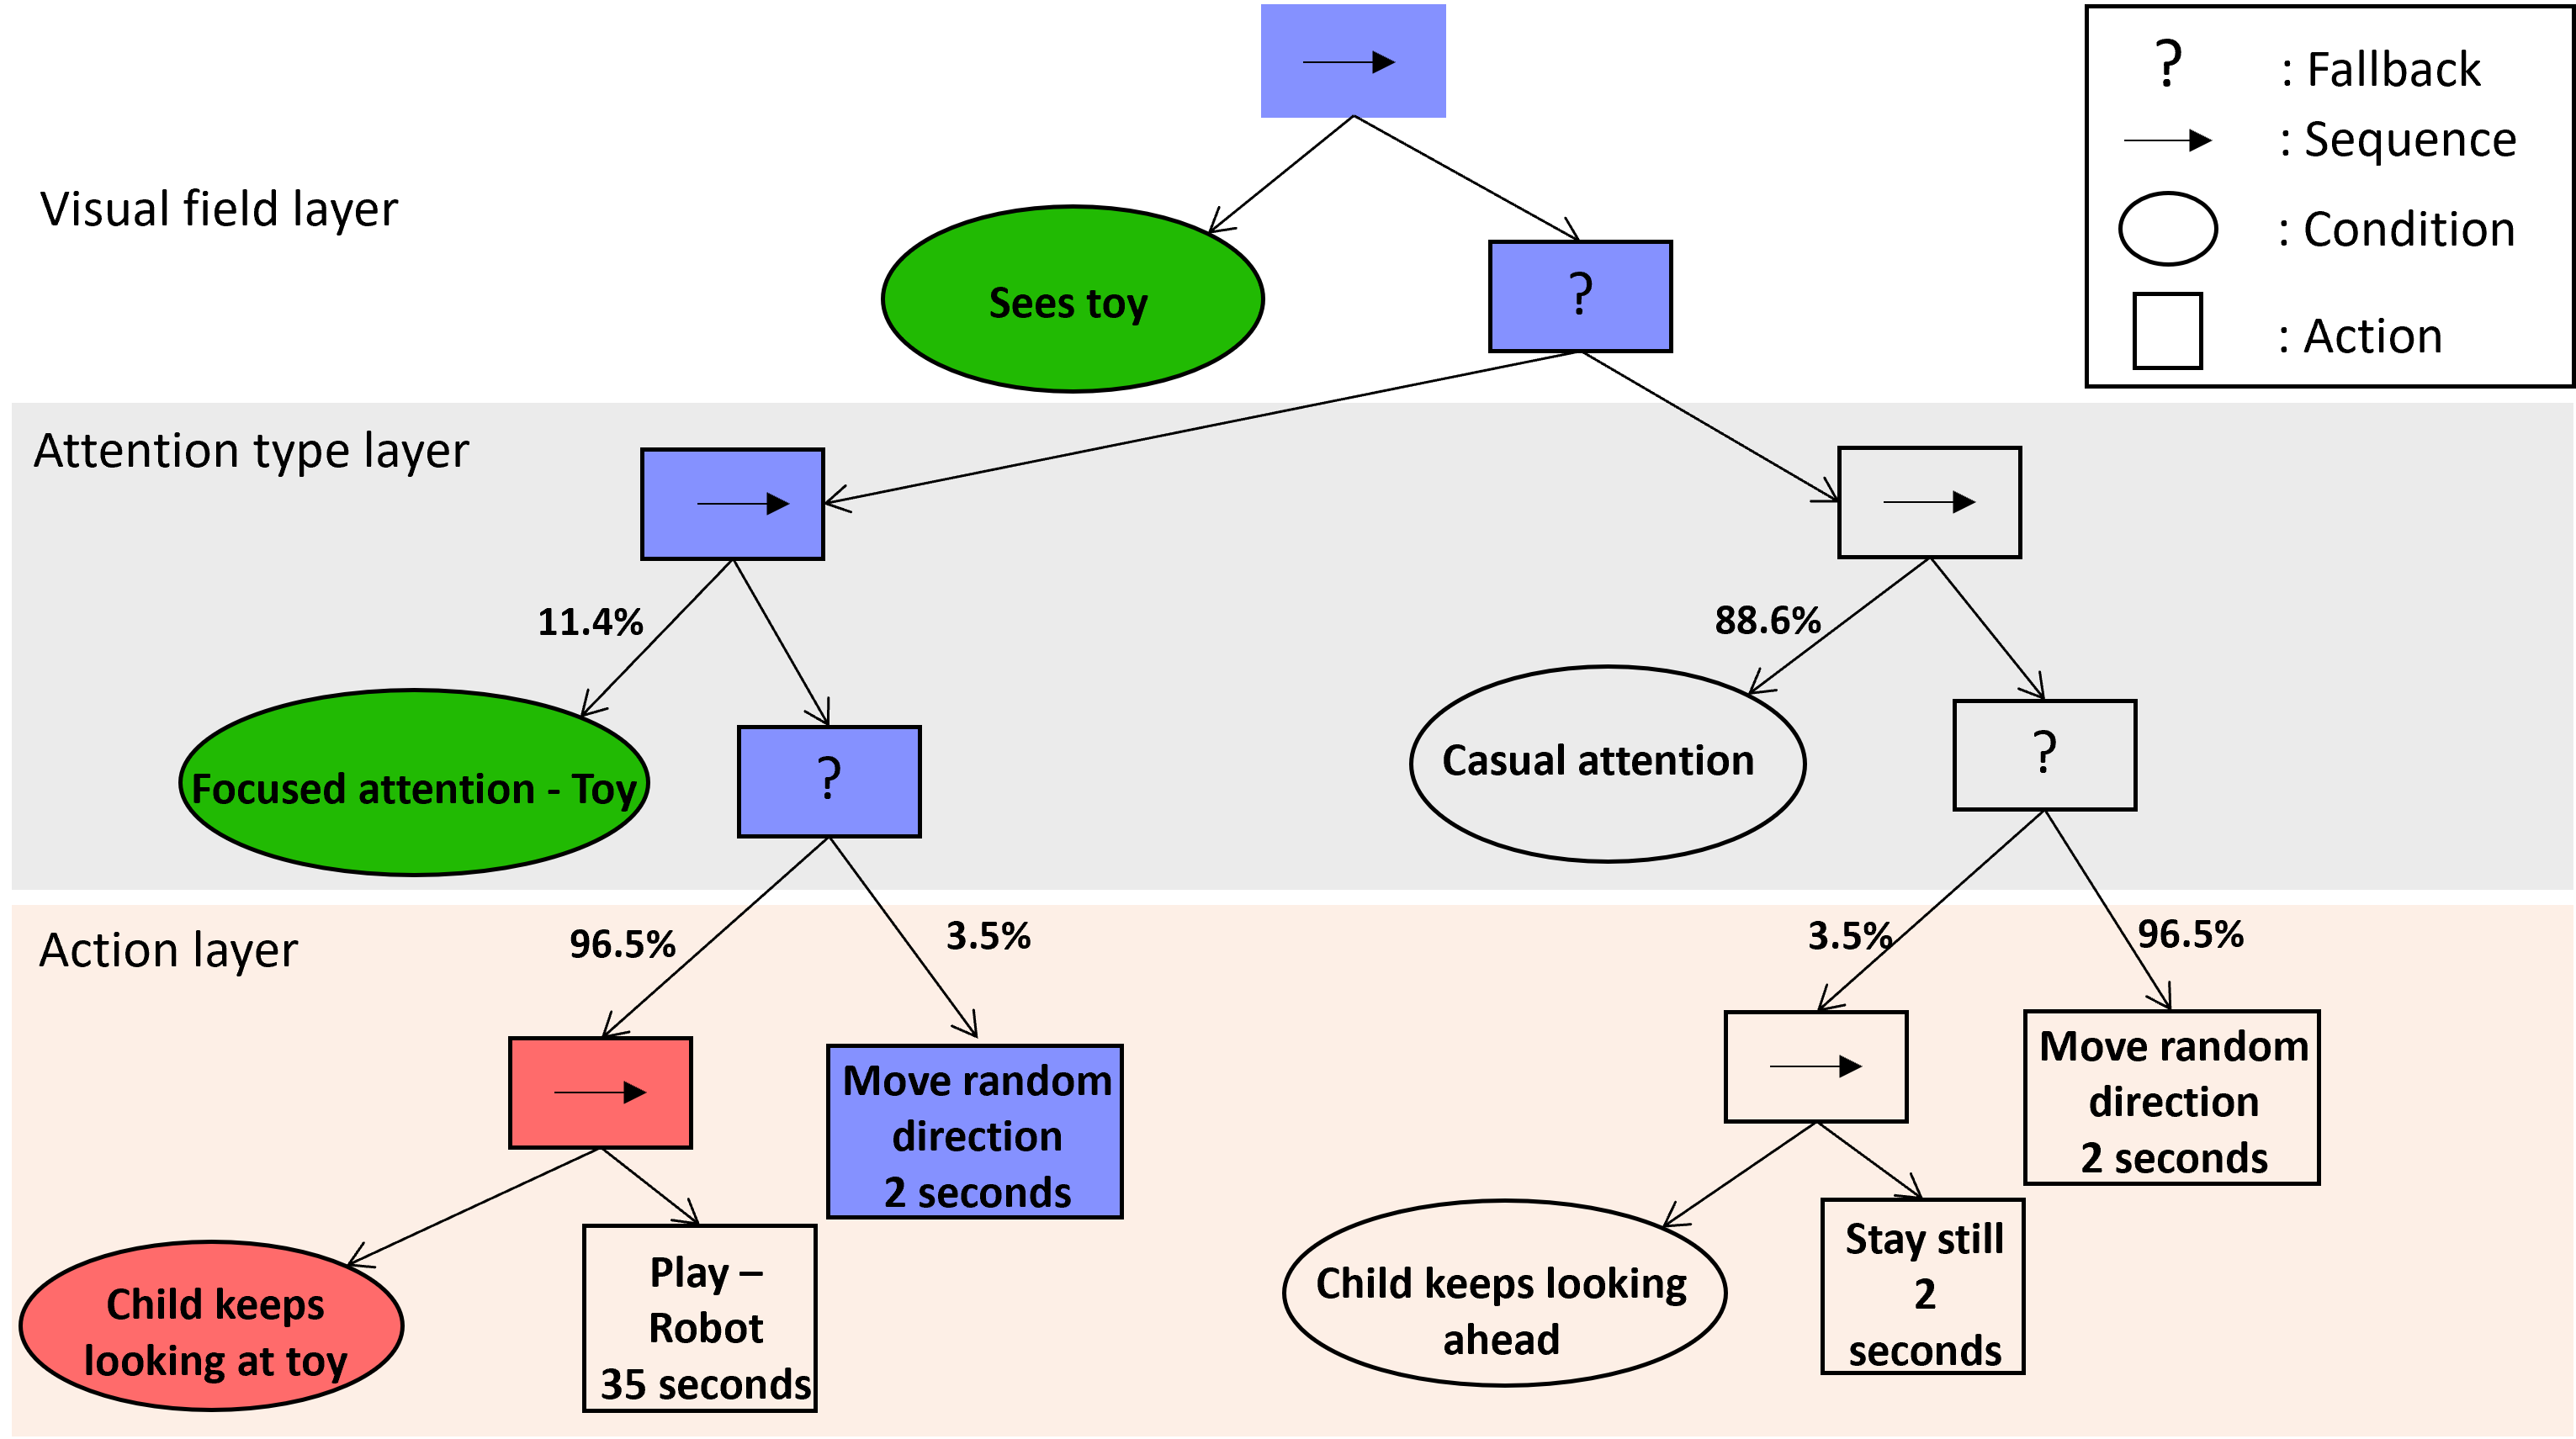 ? : Fallback
: Sequence
: Condition
: Action
Visual field layer
Sees toy
?
Attention type layer
11.4%
88.6%
Focused attention - Toy
?
Casual attention
?
Action layer
96.5%
3.5%
3.5%
96.5%
Move random
direction
2 seconds
Move random
direction
2 seconds
Child keeps
looking at toy
Play –
Robot
35 seconds
Child keeps looking
ahead
Stay still
2
seconds